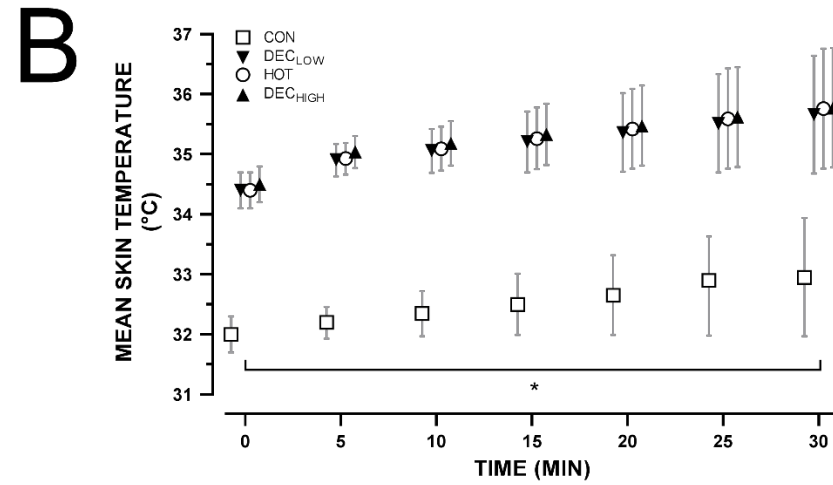 B
CON
DECLOW
HOT
DECHIGH
MEAN SKIN TEMPERATURE
(°C)
37
36
35
34
33
32
31
*
0 5 10 15 20 25 30
TIME (MIN)